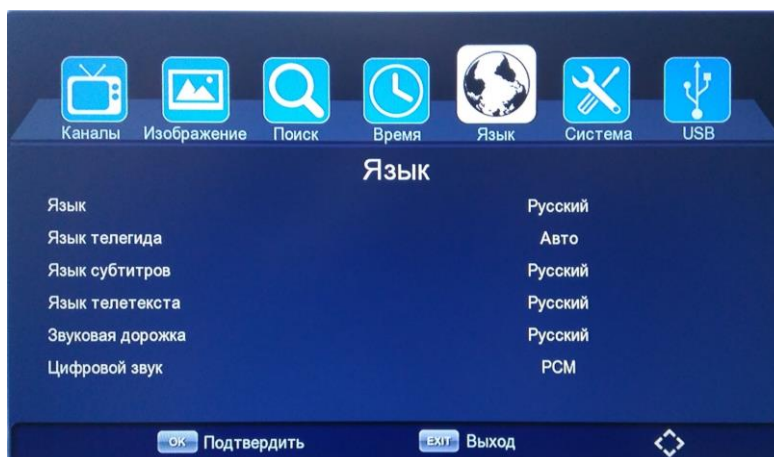 Каналы Изображение Поиск Время Язык Система USB
Язык
Язык Русский
Язык телегида Авто
Язык субтитров Русский
Язык телетекста Русский
Звуковая дорожка Русский
Цифровой звук PCM
OK Подтвердить EXIT Выход